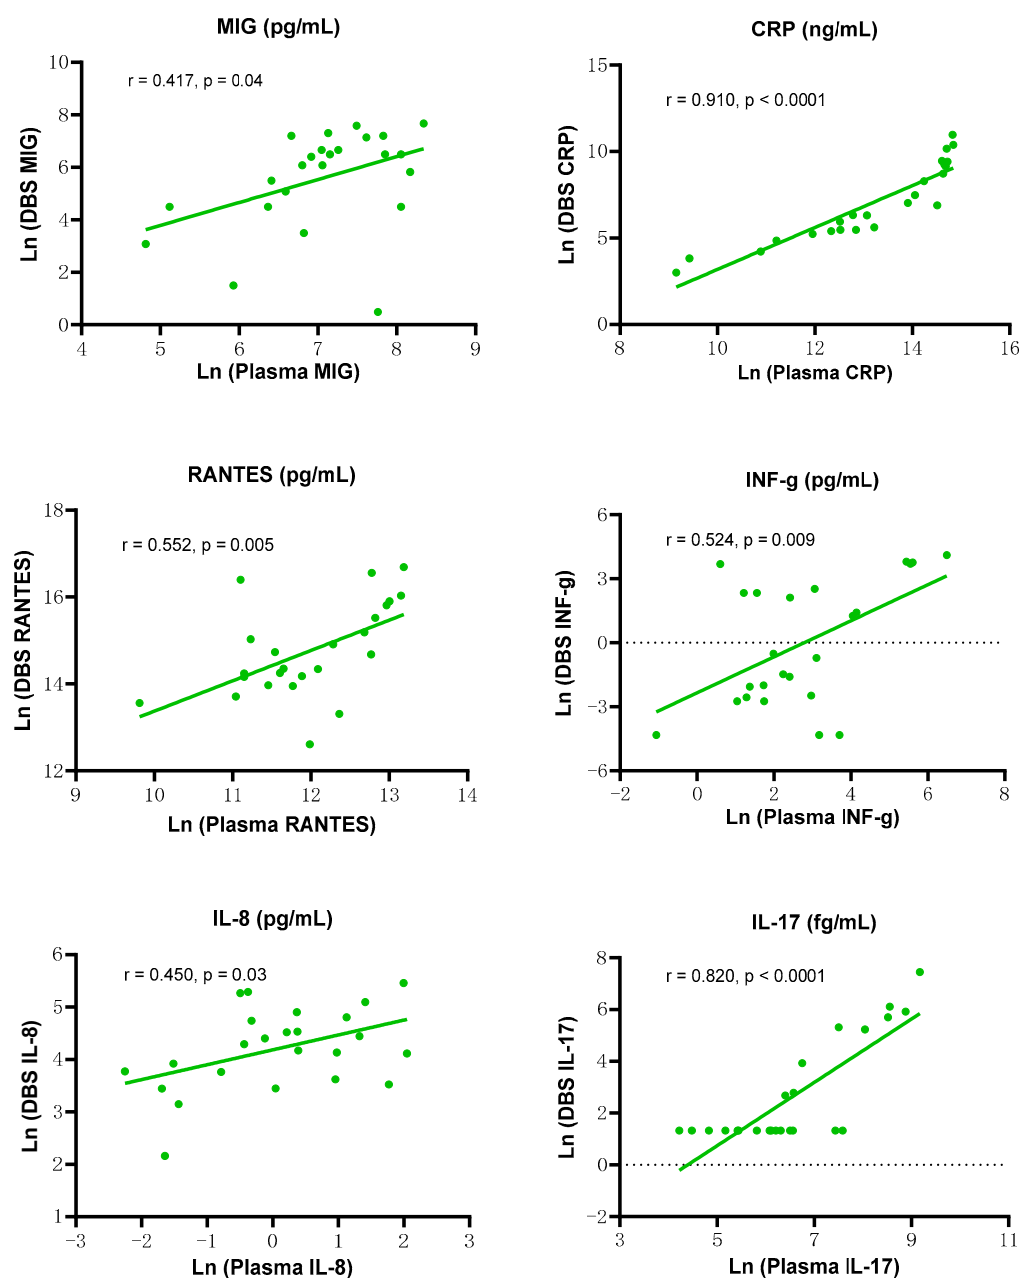 MIG (pg/mL)
r = 0.417, p = 0.04
Ln (DBS MIG)
10
8
6
4
2
0
4 5 6 7 8 9
Ln (Plasma MIG)
CRP (ng/mL)
r = 0.910, p < 0.0001
Ln (DBS CRP)
15
10
5
0
8 10 12 14 16
Ln (Plasma CRP)
RANTES (pg/mL)
r = 0.552, p = 0.005
Ln (DBS RANTES)
18
16
14
12
9 10 11 12 13 14
Ln (Plasma RANTES)
INF-g (pg/mL)
r = 0.524, p = 0.009
Ln (DBS INF-g)
6
3
0
−3
−6
−2 0 2 4 6 8
Ln (Plasma INF-g)
IL-8 (pg/mL)
r = 0.450, p = 0.03
Ln (DBS IL-8)
6
5
4
3
2
1
−3 −2 −1 0 1 2 3
Ln (Plasma IL-8)
IL-17 (fg/mL)
r = 0.820, p < 0.0001
Ln (DBS IL-17)
8
6
4
2
0
−2
3 5 7 9 11
Ln (Plasma IL-17)